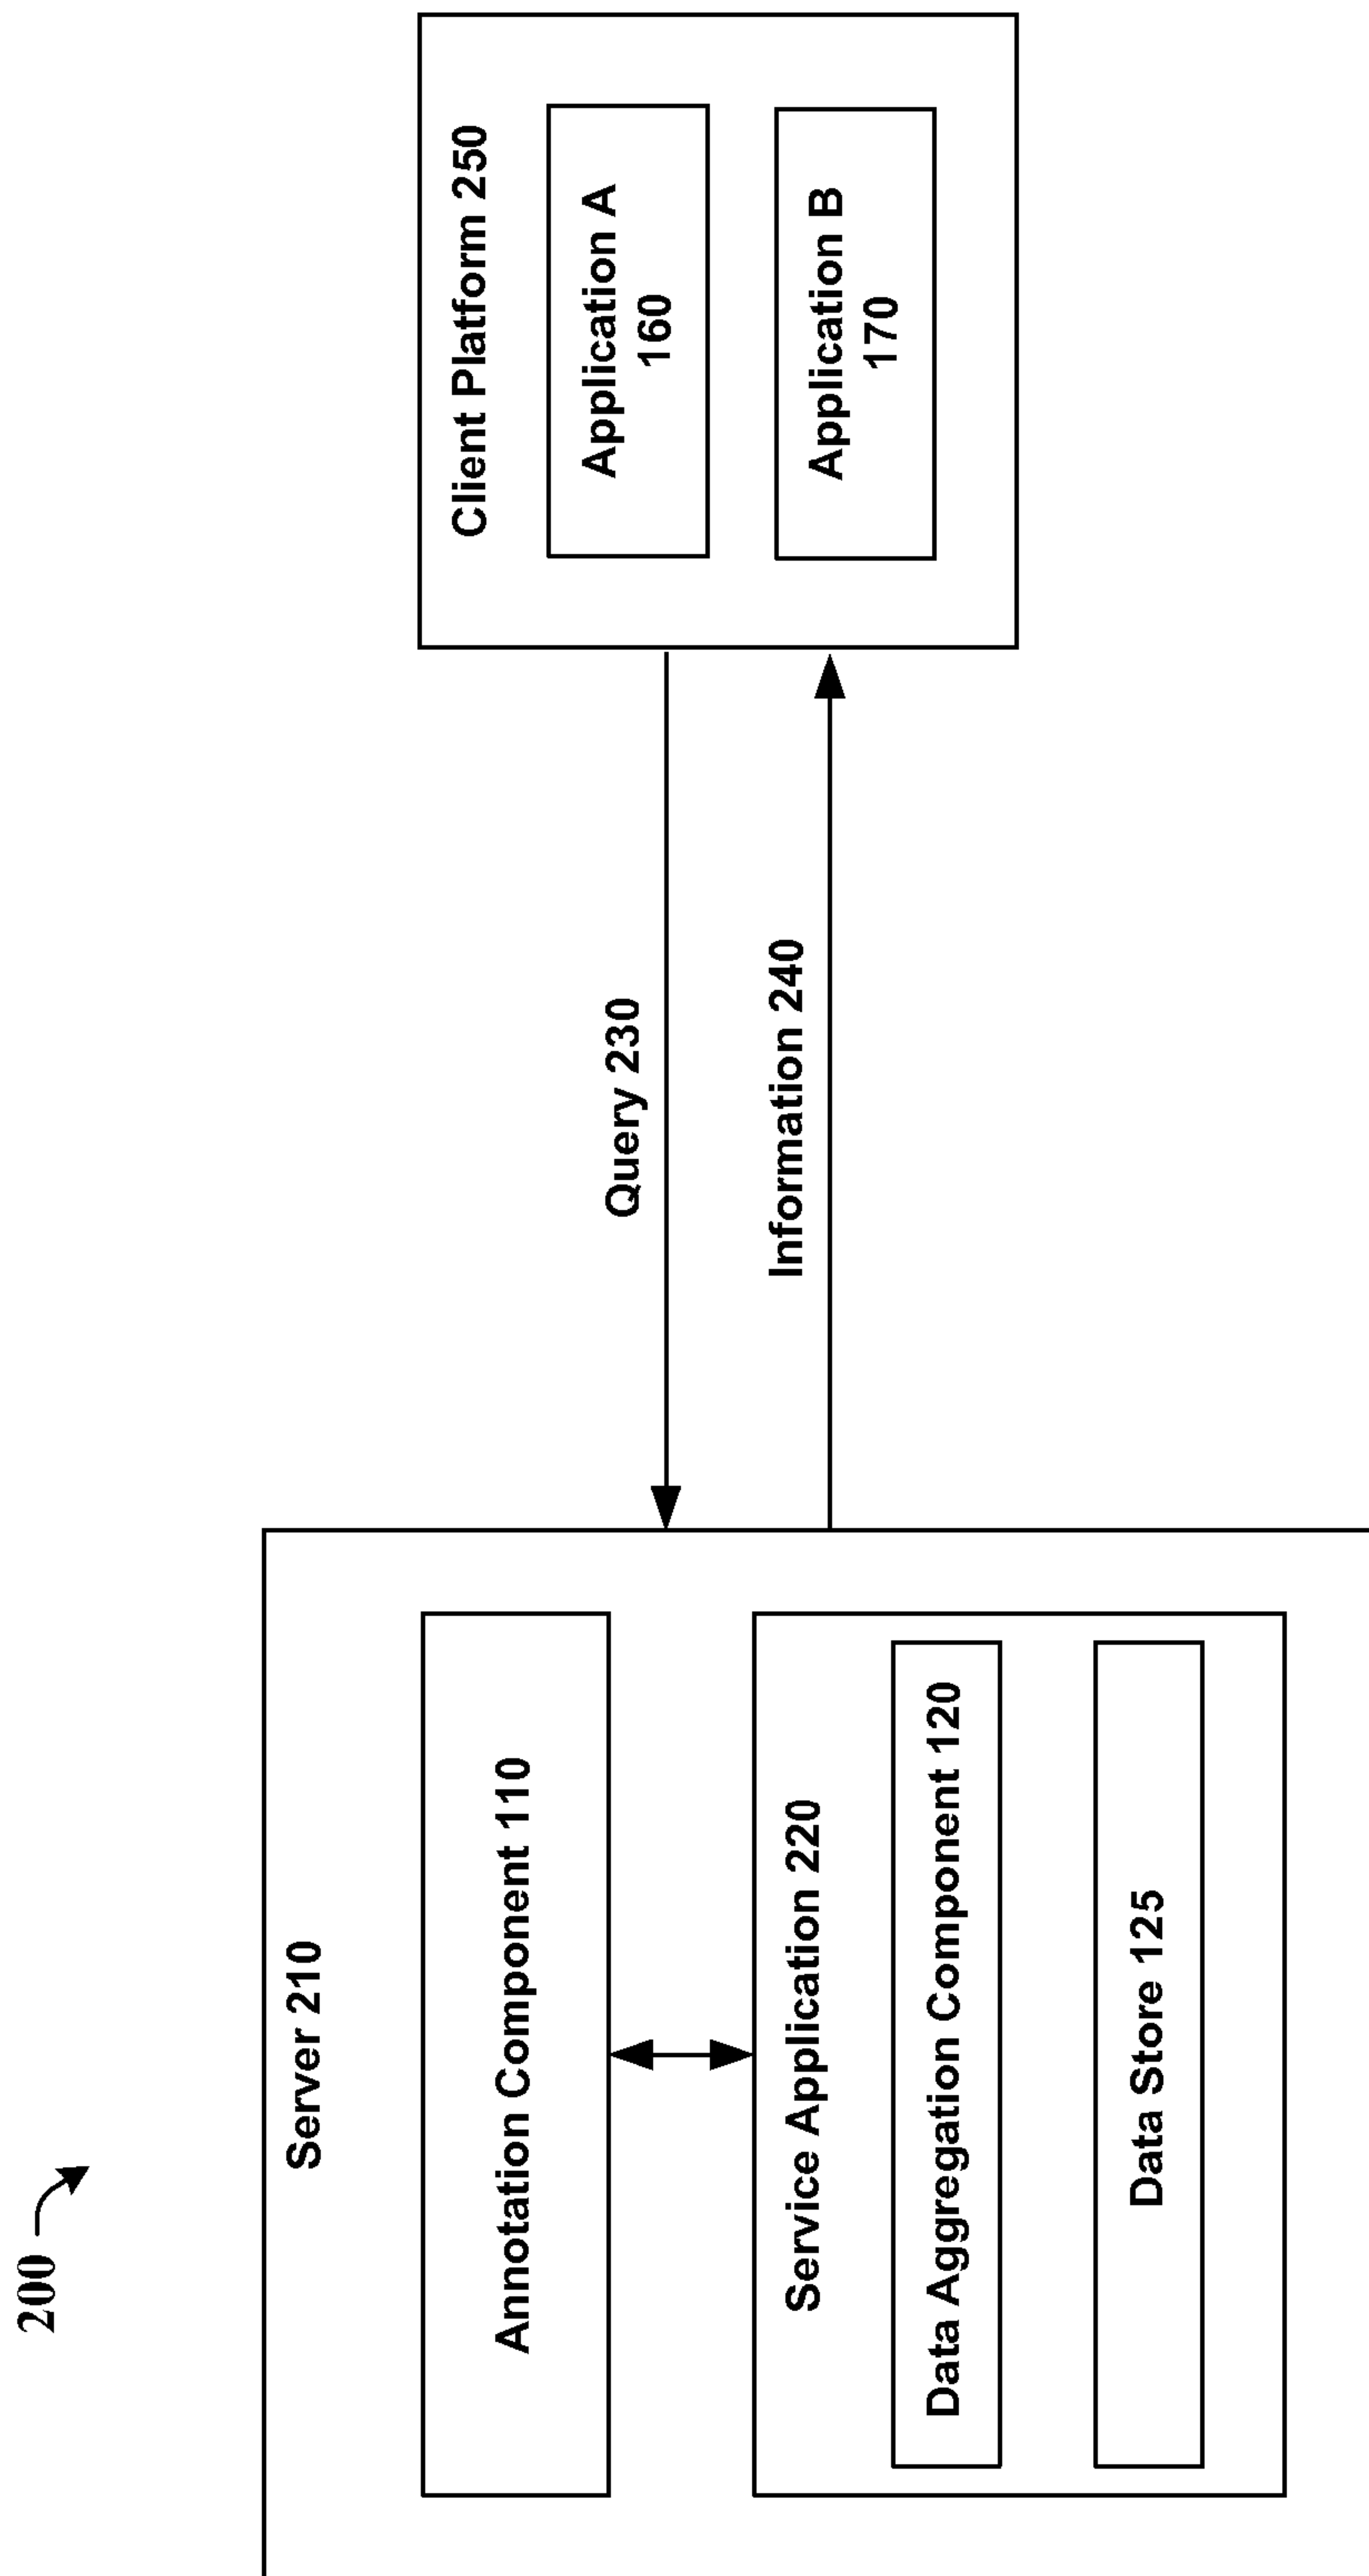 200
Server 210
Annotation Component 110
Service Application 220
Data Aggregation Component 120
Data Store 125
Query 230
Information 240
Client Platform 250
Application A
160
Application B
170